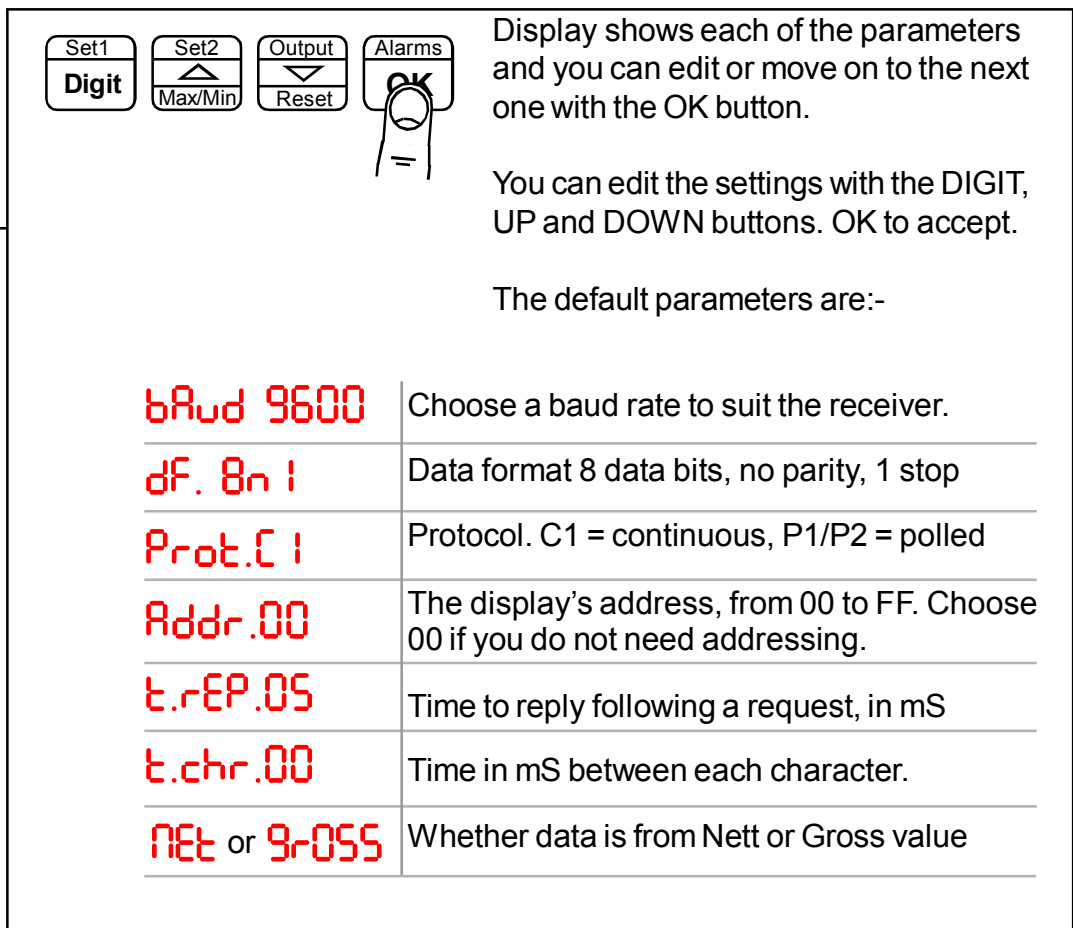 Set1 Set2 Output Alarms
Digit OK
Max/Min Reset
Display shows each of the parameters
and you can edit or move on to the next
one with the OK button.
You can edit the settings with the DIGIT,
UP and DOWN buttons. OK to accept.
The default parameters are:-
bAud 9600 Choose a baud rate to suit the receiver.
dF. 8n1 Data format 8 data bits, no parity, 1 stop
Prot.C1 Protocol. C1 = continuous, P1/P2 = polled
Addr.00 The display's address, from 00 to FF. Choose
00 if you do not need addressing.
t.rEP.05 Time to reply following a request, in mS
t.chr.00 Time in mS between each character.
NEt or grOSS Whether data is from Nett or Gross value